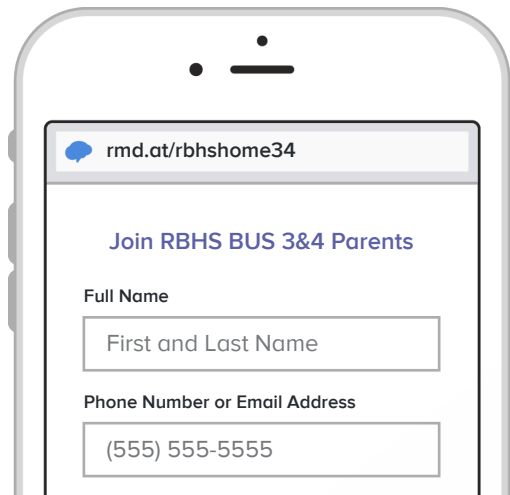 rmd.at/rbhshome34
Join RBHS BUS 3&4 Parents
Full Name
First and Last Name
Phone Number or Email Address
(555) 555-5555